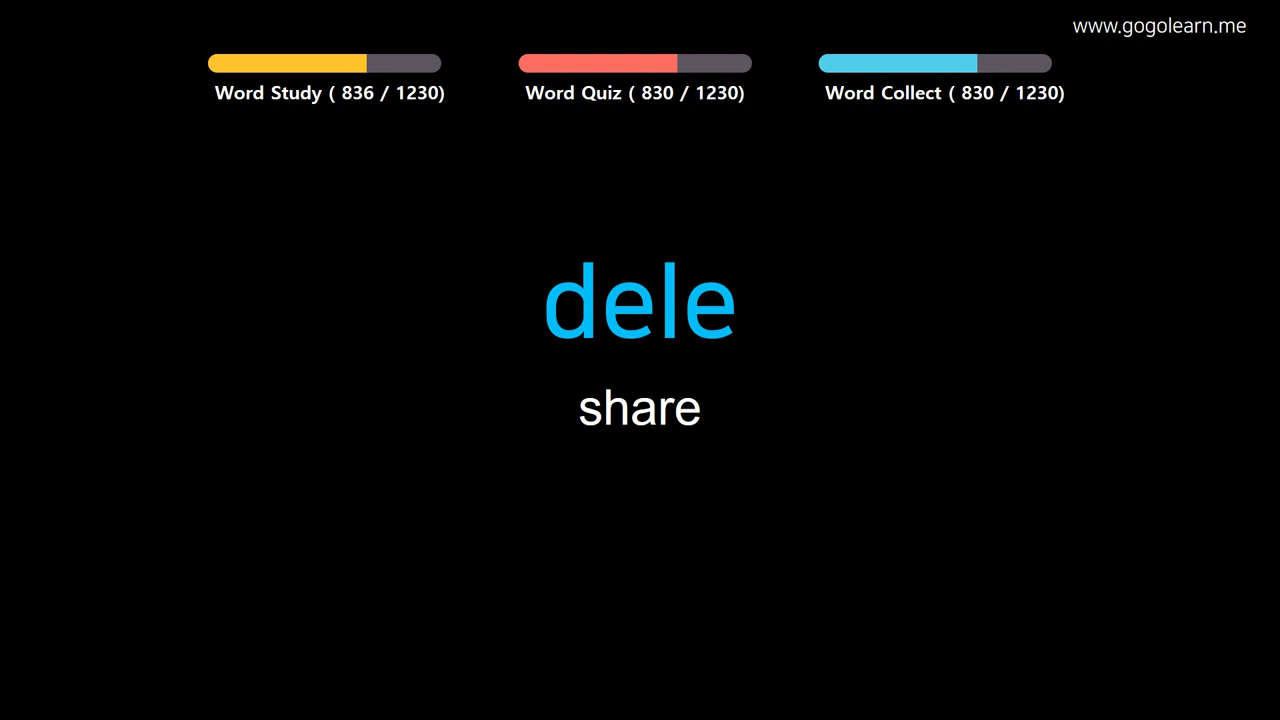 www.gogolearn.me
Word Study ( 836 / 1230)
Word Quiz ( 830 / 1230)
Word Collect ( 830 / 1230)
dele
share